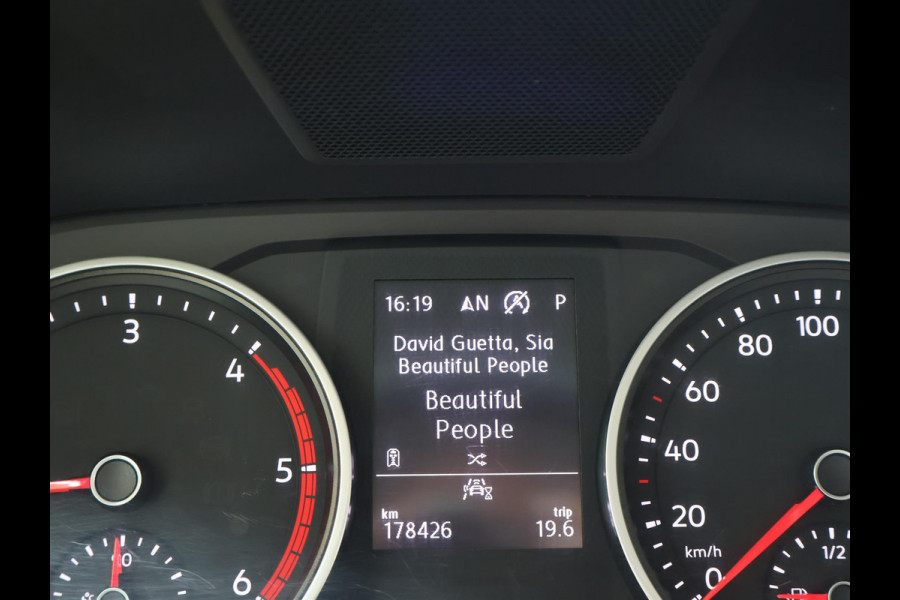 16:19 N P
David Guetta, Sia
Beautiful People
Beautiful
People
km trip
178426 19.6
3
4
5
6
100
80
60
40
20
0
km/h
1/2